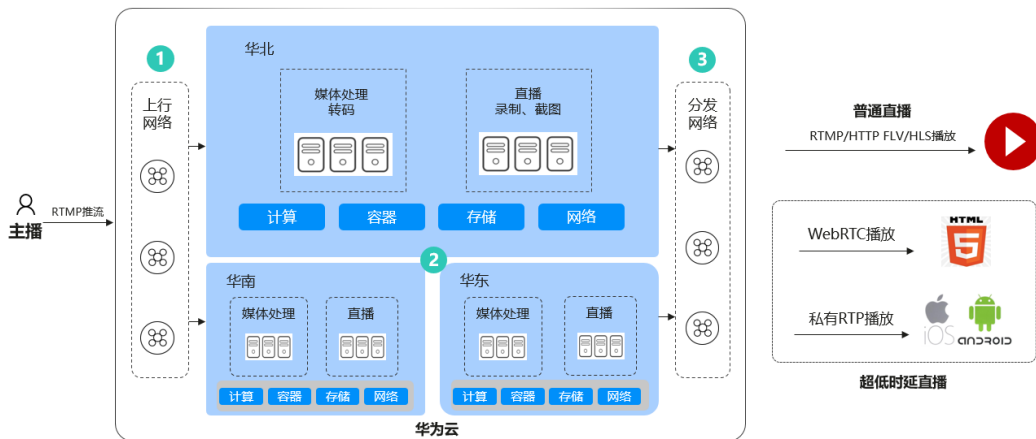 1
上行
网络
主播
RTMP推流
华北
媒体处理
转码
直播
录制、截图
计算
容器
存储
网络
2
华南
媒体处理
直播
计算
容器
存储
网络
华东
媒体处理
直播
计算
容器
存储
网络
华为云
3
分发
网络
普通直播
RTMP/HTTP FLV/HLS播放
WebRTC播放
HTML
5
私有RTP播放
iOS
ANDROID
超低时延直播